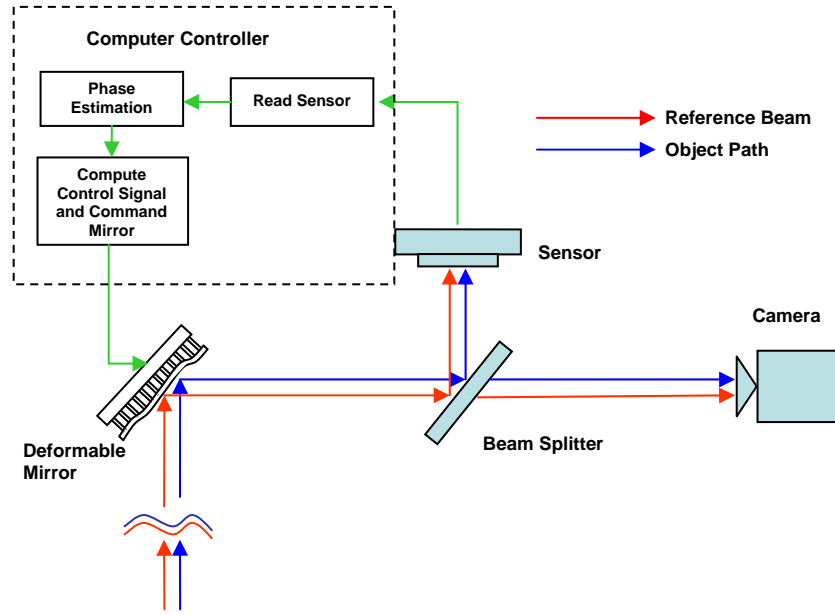 Computer Controller
Phase
Estimation
Read Sensor
Compute
Control Signal
and Command
Mirror
Reference Beam
Object Path
Sensor
Camera
Beam Splitter
Deformable
Mirror